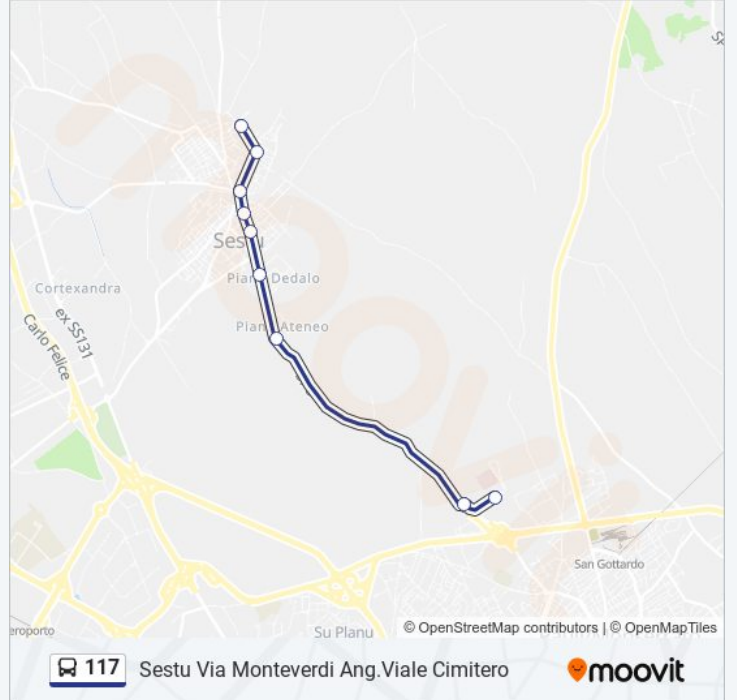 Sestu
Piano Dedalo
Cortexandra
ex SS131
Piano Ateneo
Carlo Felice
San Gottardo
eroporto
Su Planu
© OpenStreetMap contributors | © OpenMapTiles
117 Sestu Via Monteverdi Ang.Viale Cimitero
moovit